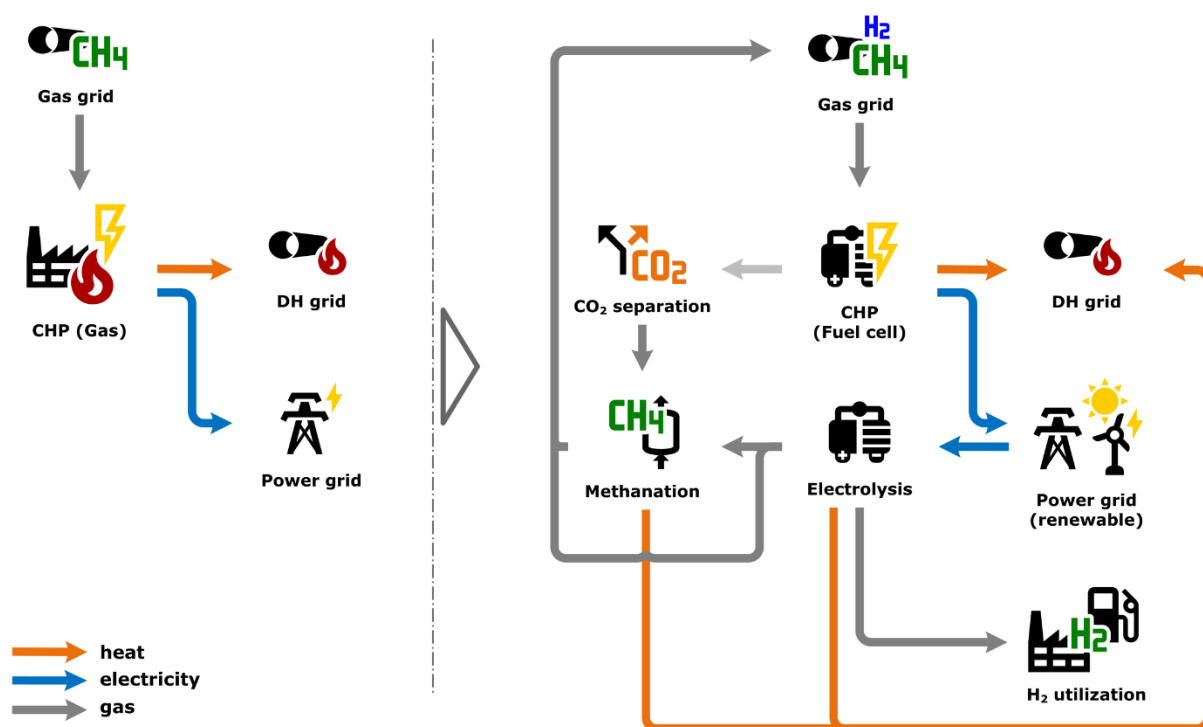 CH4
Gas grid
CHP (Gas)
DH grid
Power grid
heat
electricity
gas
H2
CH4
Gas grid
CO2
CO₂ separation
CHP
(Fuel cell)
DH grid
CH4
Methanation
Electrolysis
Power grid
(renewable)
H2
H₂ utilization